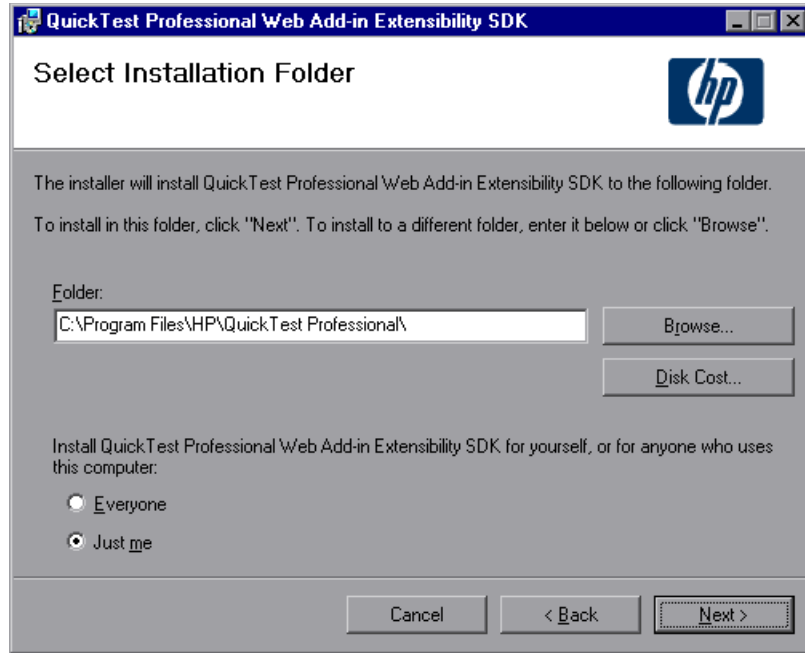 QuickTest Professional Web Add-in Extensibility SDK
Select Installation Folder
hp
The installer will install QuickTest Professional Web Add-in Extensibility SDK to the following folder.
To install in this folder, click "Next". To install to a different folder, enter it below or click "Browse".
Folder:
C:\Program Files\HP\QuickTest Professional\
Browse...
Disk Cost...
Install QuickTest Professional Web Add-in Extensibility SDK for yourself, or for anyone who uses
this computer:
Everyone
Just me
Cancel
< Back
Next >